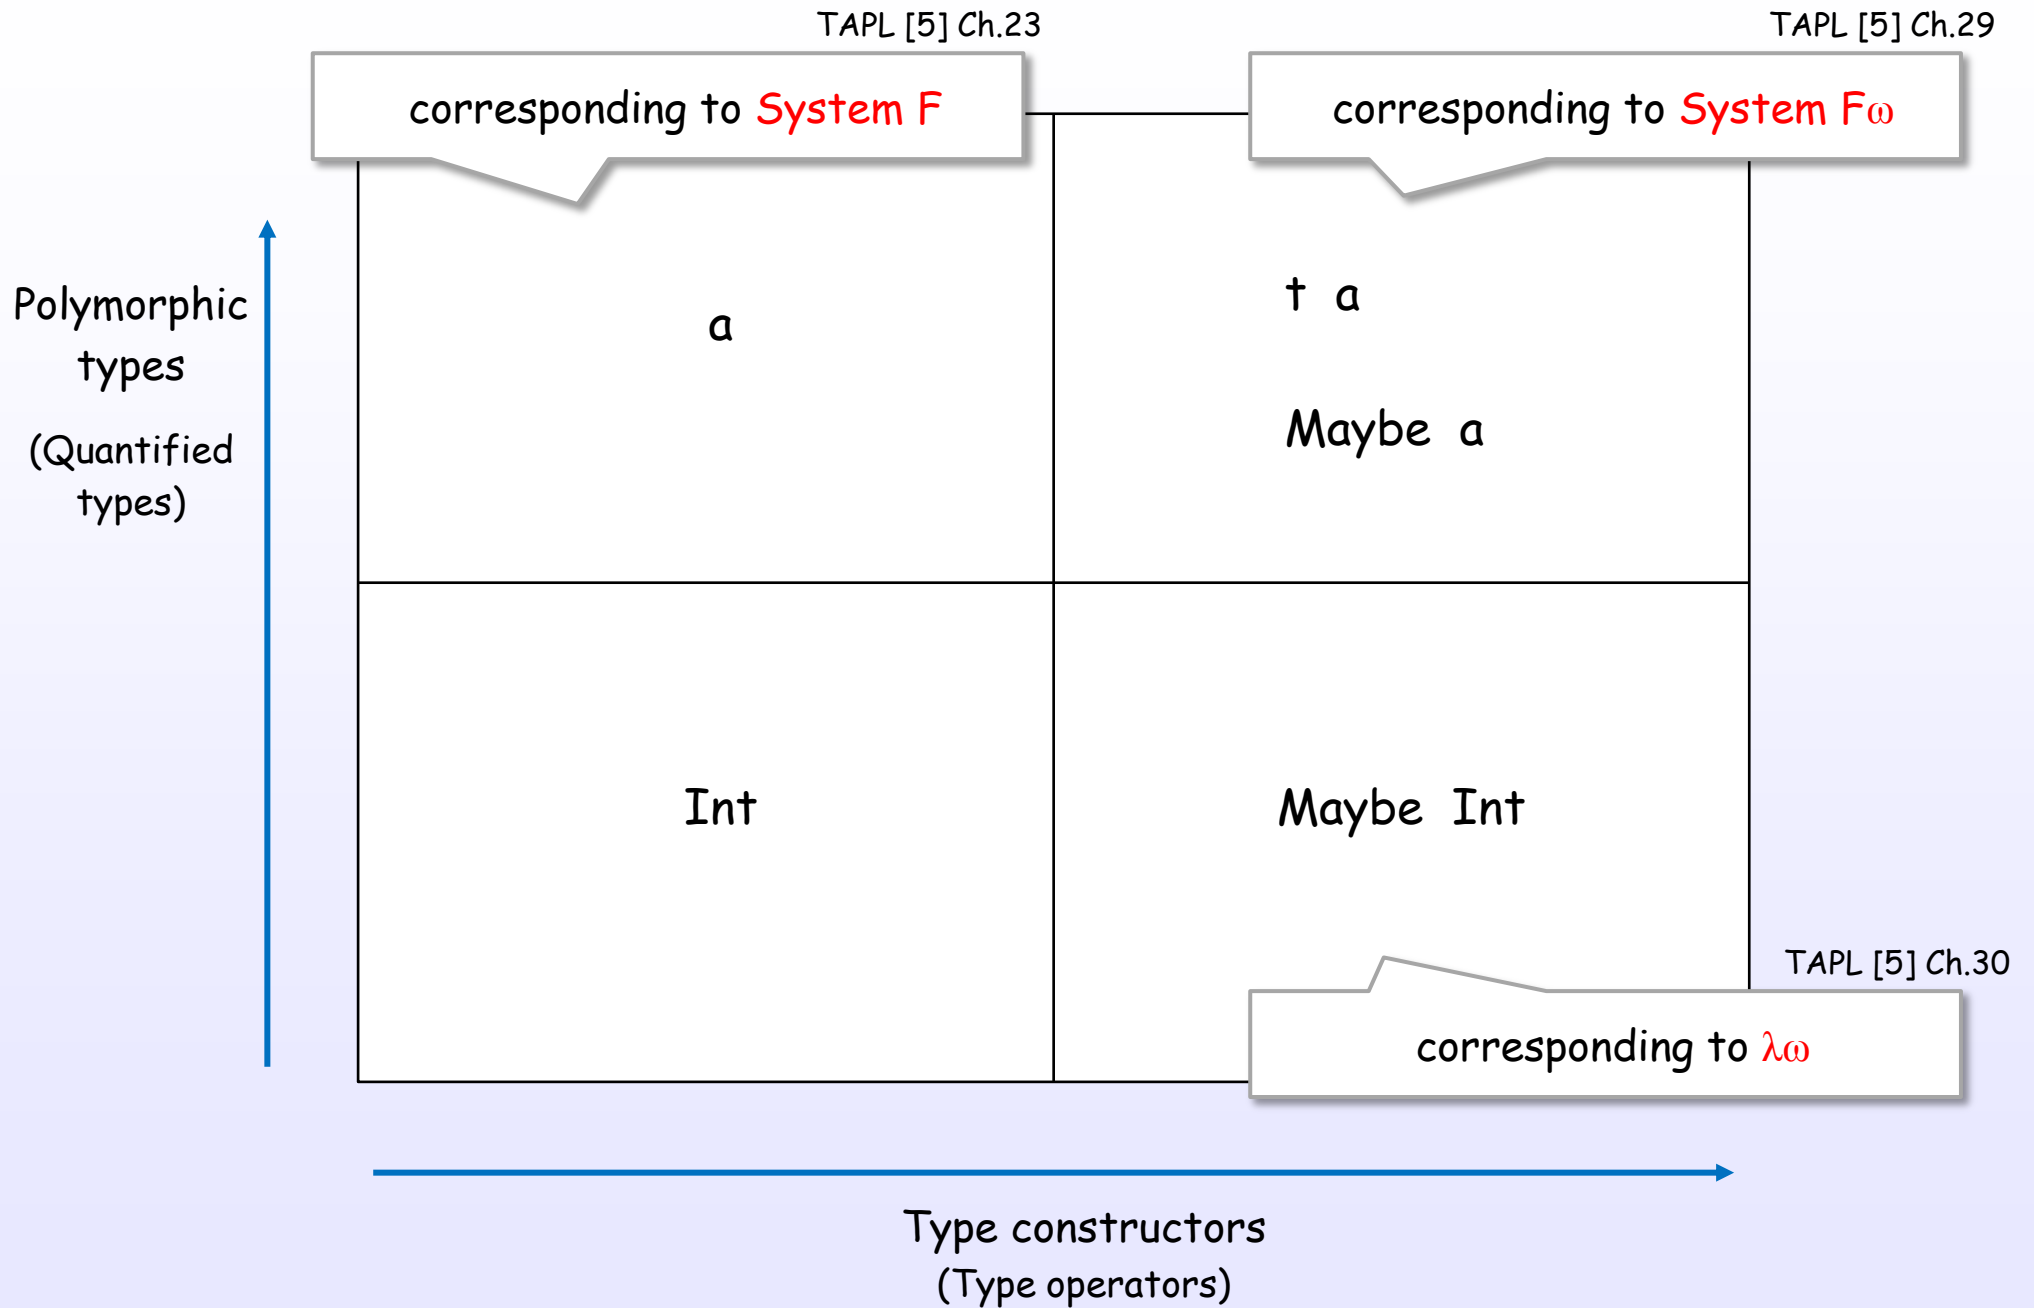 TAPL [5] Ch.23
TAPL [5] Ch.29
corresponding to System F
corresponding to System Fω
Polymorphic
types
(Quantified
types)
a
t a
Maybe a
Int
Maybe Int
TAPL [5] Ch.30
corresponding to λω
Type constructors
(Type operators)